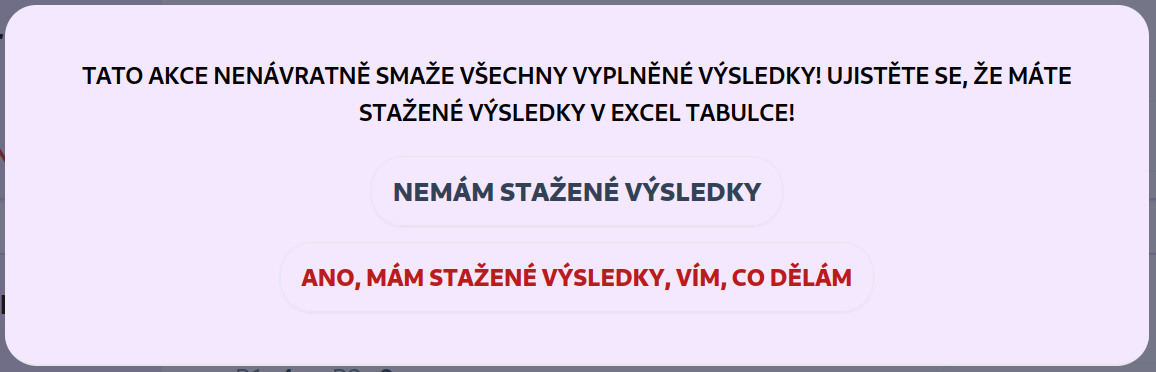 TATO AKCE NENÁVRATNĚ SMAŽE VŠECHNY VYPLNĚNÉ VÝSLEDKY! UJISTĚTE SE, ŽE MÁTE
STAŽENÉ VÝSLEDKY V EXCEL TABULCE!
NEMÁM STAŽENÉ VÝSLEDKY
ANO, MÁM STAŽENÉ VÝSLEDKY, VÍM, CO DĚLÁM